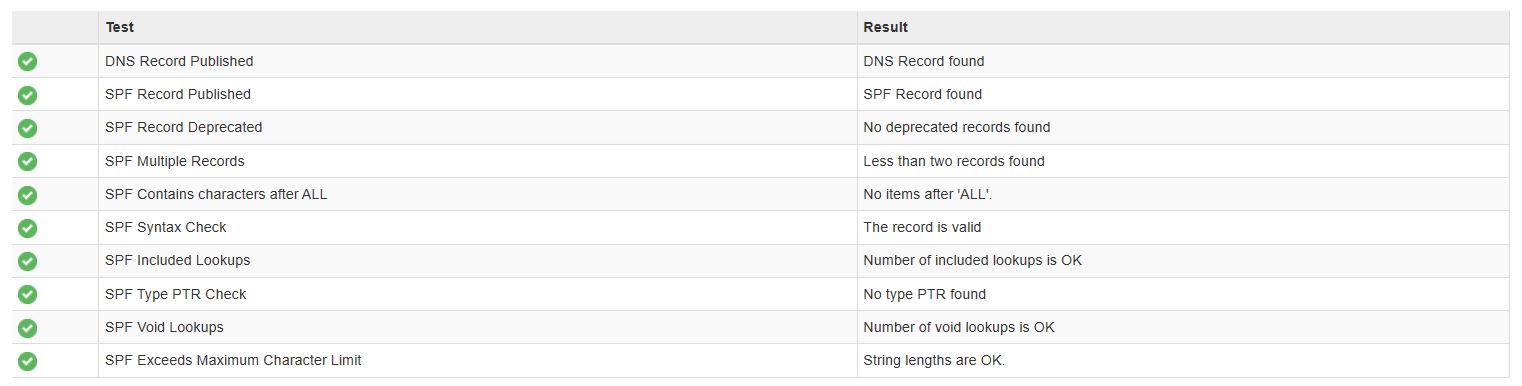 Test Result
DNS Record Published DNS Record found
SPF Record Published SPF Record found
SPF Record Deprecated No deprecated records found
SPF Multiple Records Less than two records found
SPF Contains characters after ALL No items after 'ALL'.
SPF Syntax Check The record is valid
SPF Included Lookups Number of included lookups is OK
SPF Type PTR Check No type PTR found
SPF Void Lookups Number of void lookups is OK
SPF Exceeds Maximum Character Limit String lengths are OK.